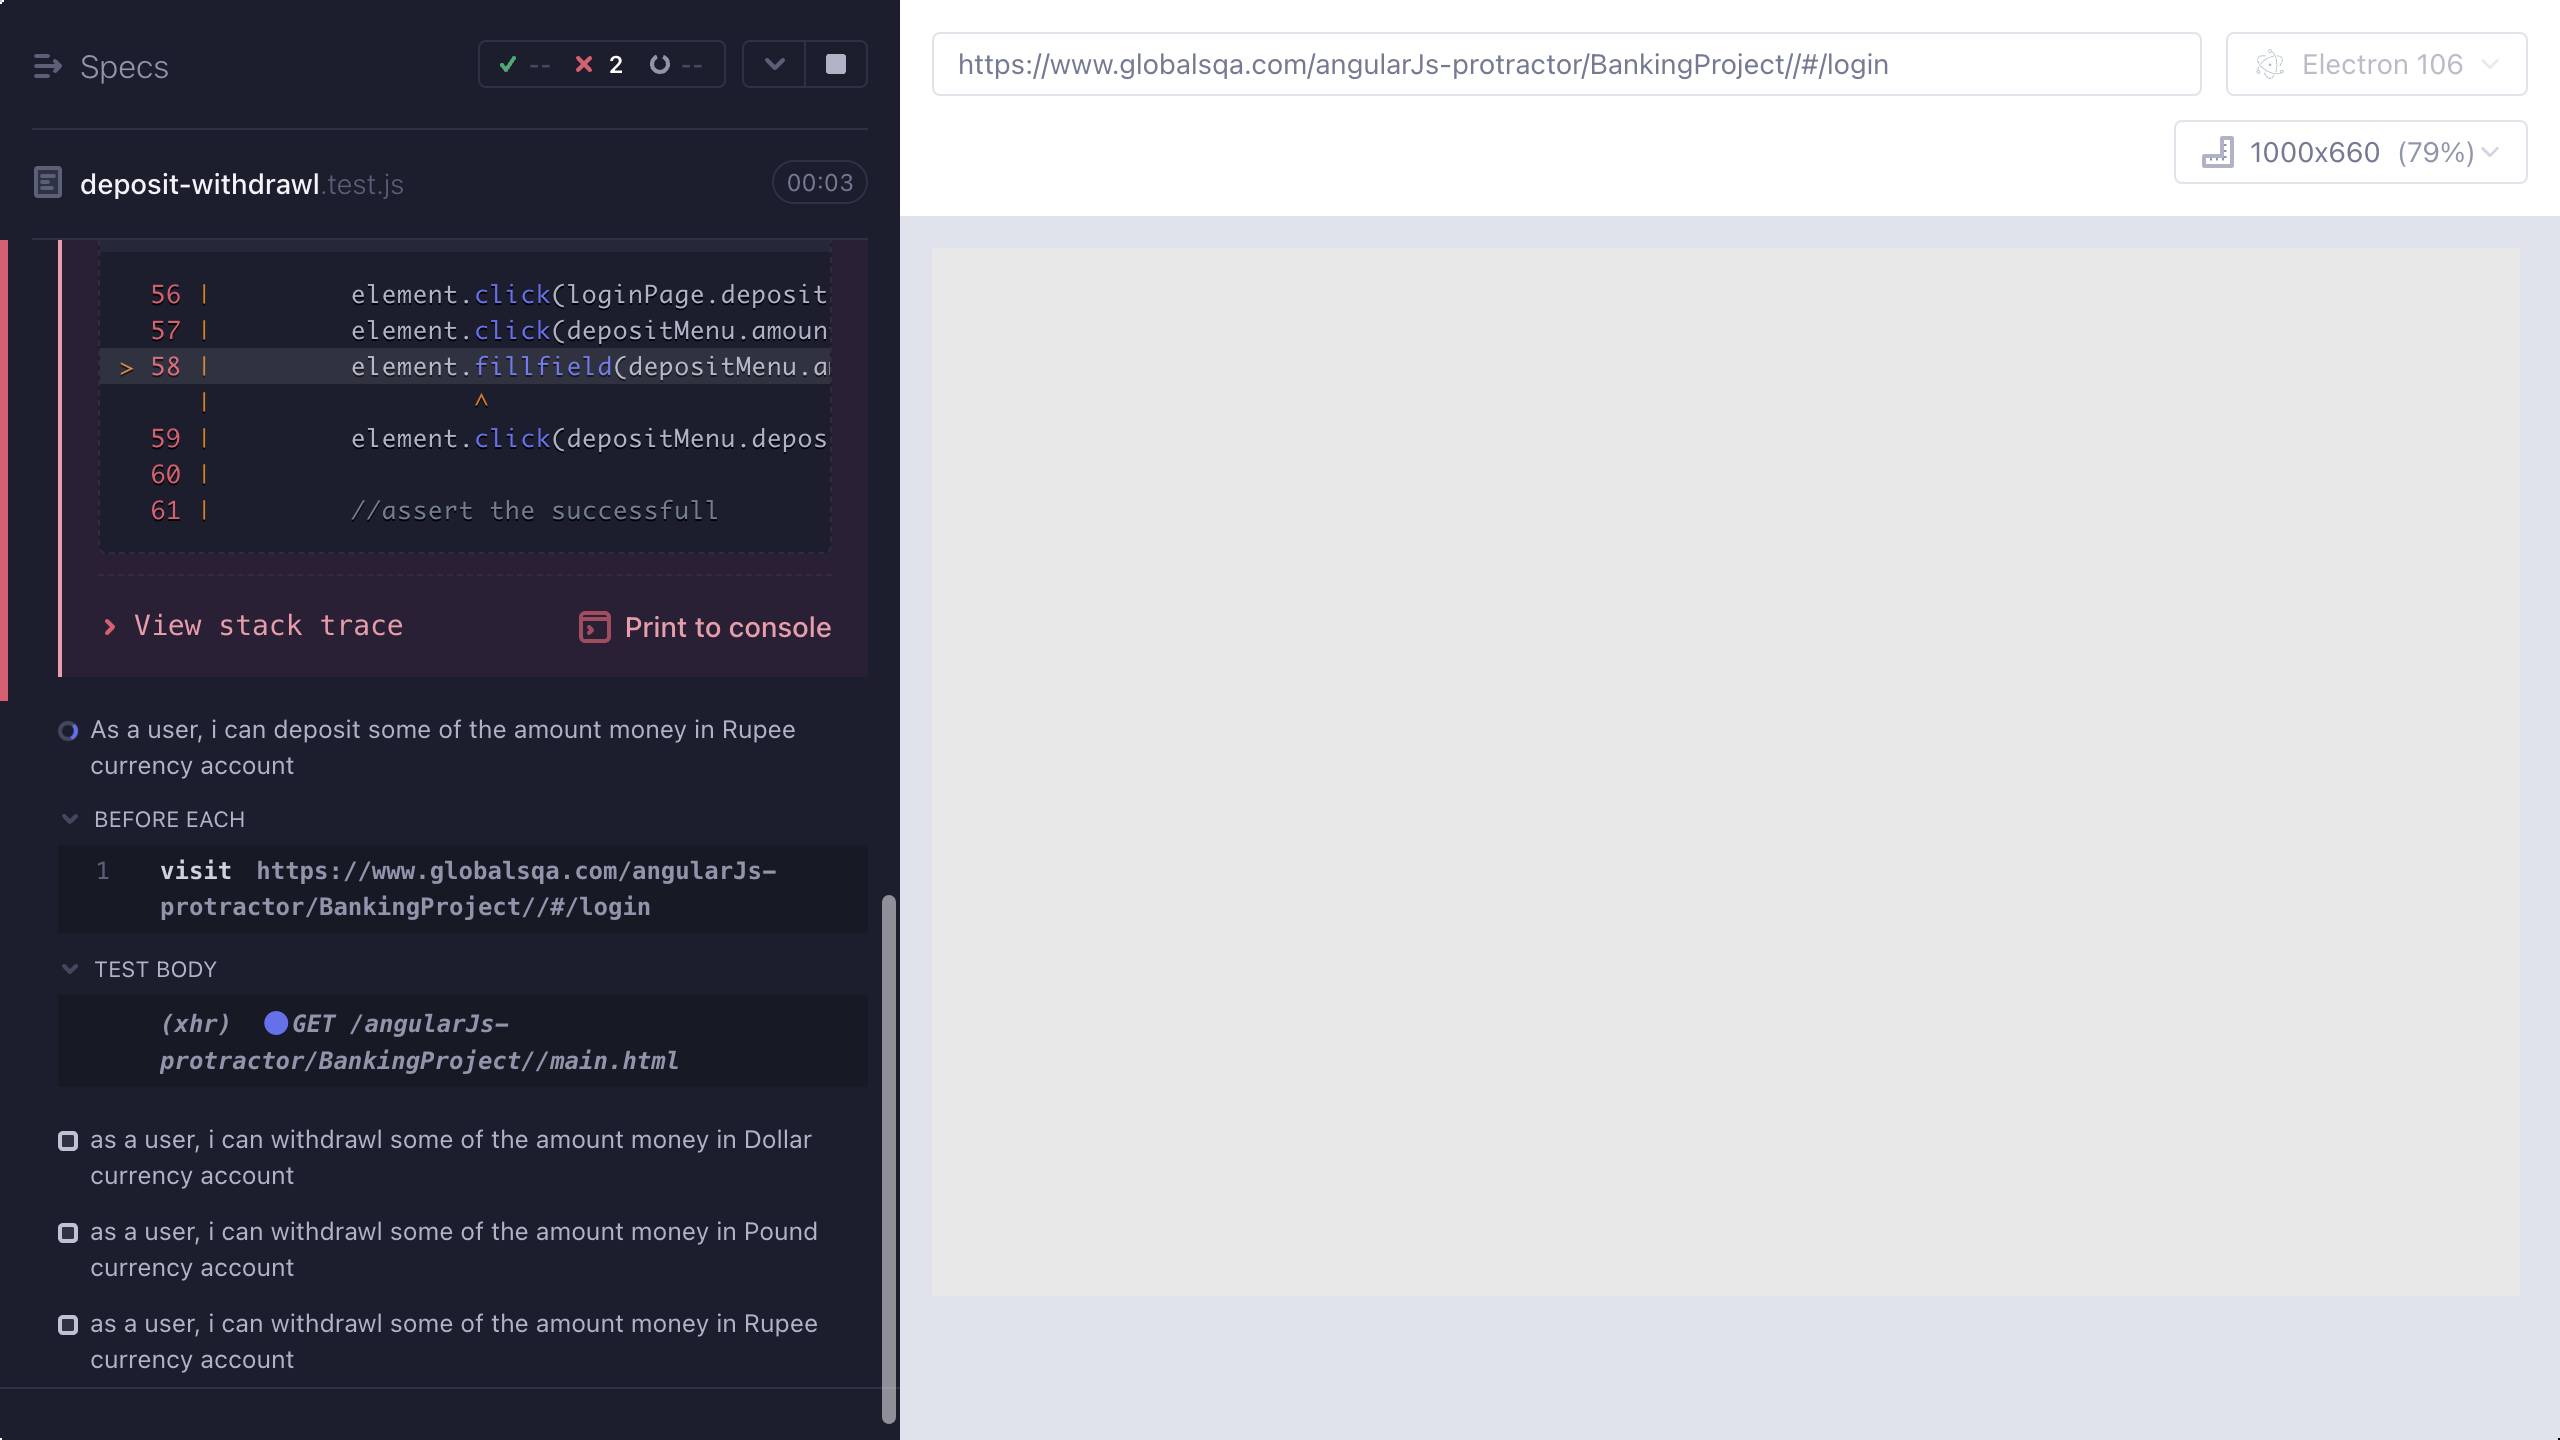 Specs
-- 2 --
deposit-withdrawl.test.js
00:03
56 | element.click(loginPage.deposit
57 | element.click(depositMenu.amoun
> 58 | element.fillfield(depositMenu.a
| ^
59 | element.click(depositMenu.depos
60 |
61 | //assert the successfull
View stack trace
Print to console
As a user, i can deposit some of the amount money in Rupee
currency account
BEFORE EACH
1 visit https://www.globalsqa.com/angularJs-
protractor/BankingProject//#/login
TEST BODY
(xhr) GET /angularJs-
protractor/BankingProject//main.html
as a user, i can withdrawl some of the amount money in Dollar
currency account
as a user, i can withdrawl some of the amount money in Pound
currency account
as a user, i can withdrawl some of the amount money in Rupee
currency account
https://www.globalsqa.com/angularJs-protractor/BankingProject//#/login
Electron 106
1000x660 (79%)